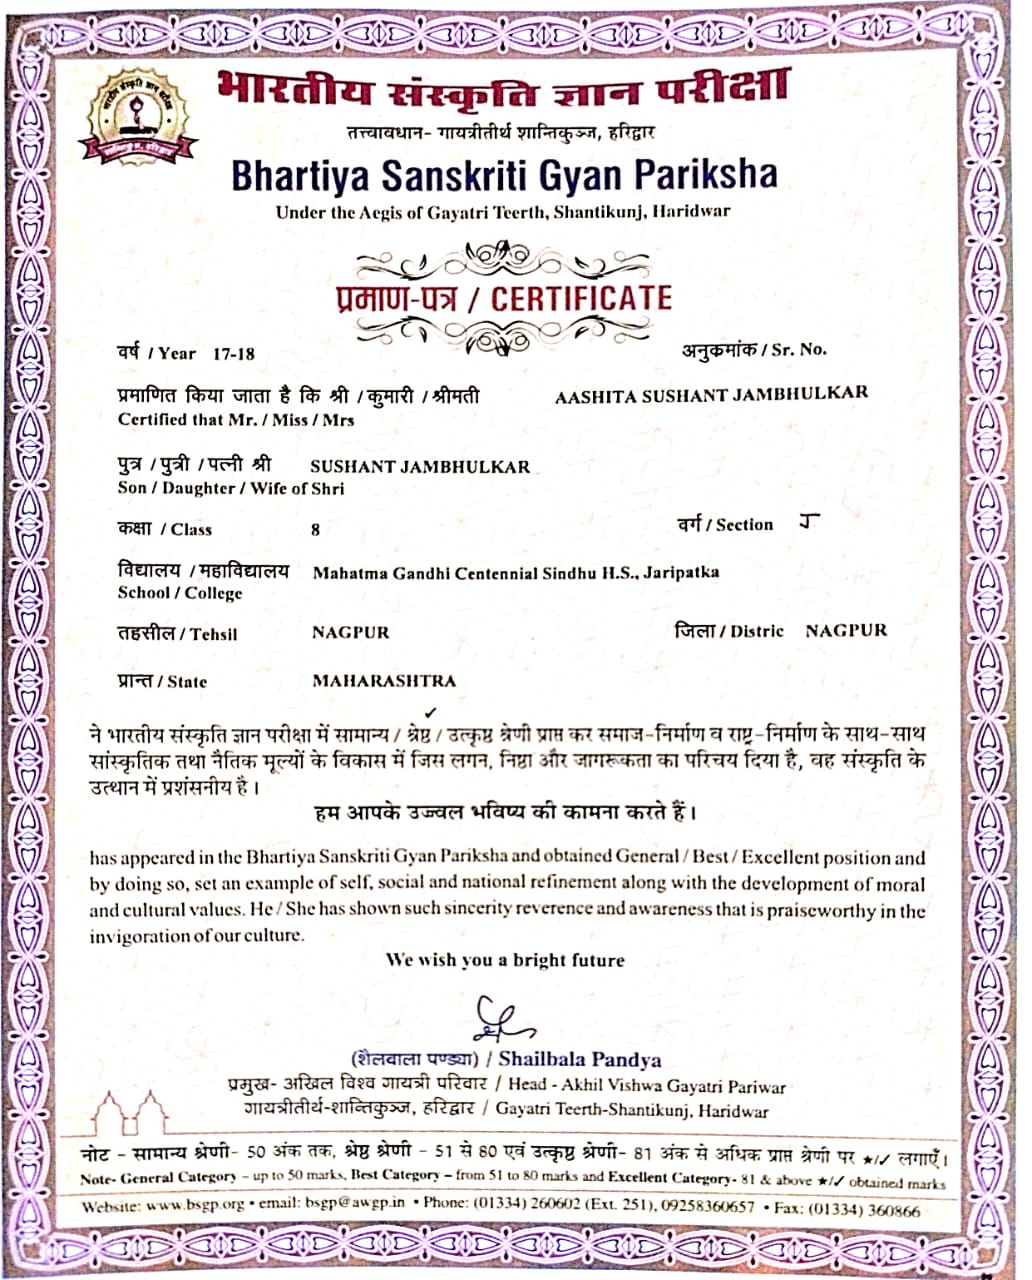 भारतीय संस्कृति ज्ञान परीक्षा
तत्त्वावधान- गायत्रीतीर्थ शान्तिकुञ्ज, हरिद्वार
Bhartiya Sanskriti Gyan Pariksha
Under the Aegis of Gayatri Teerth, Shantikunj, Haridwar
प्रमाण-पत्र / CERTIFICATE
वर्ष / Year 17-18 अनुक्रमांक / Sr. No.
प्रमाणित किया जाता है कि श्री / कुमारी / श्रीमती AASHITA SUSHANT JAMBHULKAR
Certified that Mr. / Miss / Mrs
पुत्र / पुत्री / पत्नी श्री SUSHANT JAMBHULKAR
Son / Daughter / Wife of Shri
कक्षा / Class 8 वर्ग / Section J
विद्यालय / महाविद्यालय Mahatma Gandhi Centennial Sindhu H.S., Jaripatka
School / College
तहसील / Tehsil NAGPUR जिला / Distric NAGPUR
प्रान्त / State MAHARASHTRA
✓
ने भारतीय संस्कृति ज्ञान परीक्षा में सामान्य / श्रेष्ठ / उत्कृष्ठ श्रेणी प्राप्त कर समाज-निर्माण व राष्ट्र-निर्माण के साथ-साथ
सांस्कृतिक तथा नैतिक मूल्यों के विकास में जिस लगन, निष्ठा और जागरूकता का परिचय दिया है, वह संस्कृति के
उत्थान में प्रशंसनीय है ।
हम आपके उज्वल भविष्य की कामना करते हैं ।
has appeared in the Bhartiya Sanskriti Gyan Pariksha and obtained General / Best / Excellent position and
by doing so, set an example of self, social and national refinement along with the development of moral
and cultural values. He / She has shown such sincerity reverence and awareness that is praiseworthy in the
invigoration of our culture.
We wish you a bright future
(शैलवाला पण्ड्या) / Shailbala Pandya
प्रमुख- अखिल विश्व गायत्री परिवार / Head - Akhil Vishwa Gayatri Pariwar
गायत्रीतीर्थ-शान्तिकुञ्ज, हरिद्वार / Gayatri Teerth-Shantikunj, Haridwar
नोट - सामान्य श्रेणी- 50 अंक तक, श्रेष्ठ श्रेणी - 51 से 80 एवं उत्कृष्ठ श्रेणी- 81 अंक से अधिक प्राप्त श्रेणी पर ★/✓ लगाएँ ।
Note- General Category - up to 50 marks, Best Category - from 51 to 80 marks and Excellent Category- 81 & above ★/✓ obtained marks
Website: www.bsgp.org • email: bsgp@awgp.in • Phone: (01334) 260602 (Ext. 251), 09258360657 • Fax: (01334) 360866